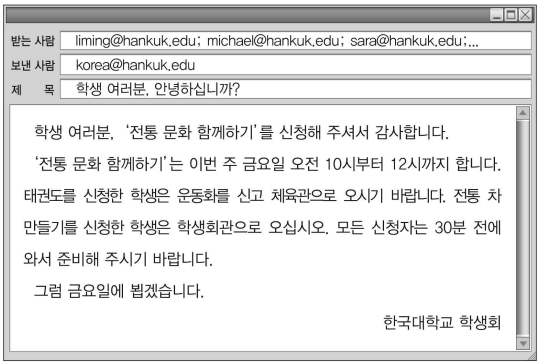 받는 사람 liming@hankuk.edu; michael@hankuk.edu; sara@hankuk.edu;...
보낸 사람 korea@hankuk.edu
제 목 학생 여러분, 안녕하십니까?
학생 여러분, ‘전통 문화 함께하기’를 신청해 주셔서 감사합니다.
‘전통 문화 함께하기’는 이번 주 금요일 오전 10시부터 12시까지 합니다.
태권도를 신청한 학생은 운동화를 신고 체육관으로 오시기 바랍니다. 전통 차
만들기를 신청한 학생은 학생회관으로 오십시오. 모든 신청자는 30분 전에
와서 준비해 주시기 바랍니다.
그럼 금요일에 뵙겠습니다.
한국대학교 학생회